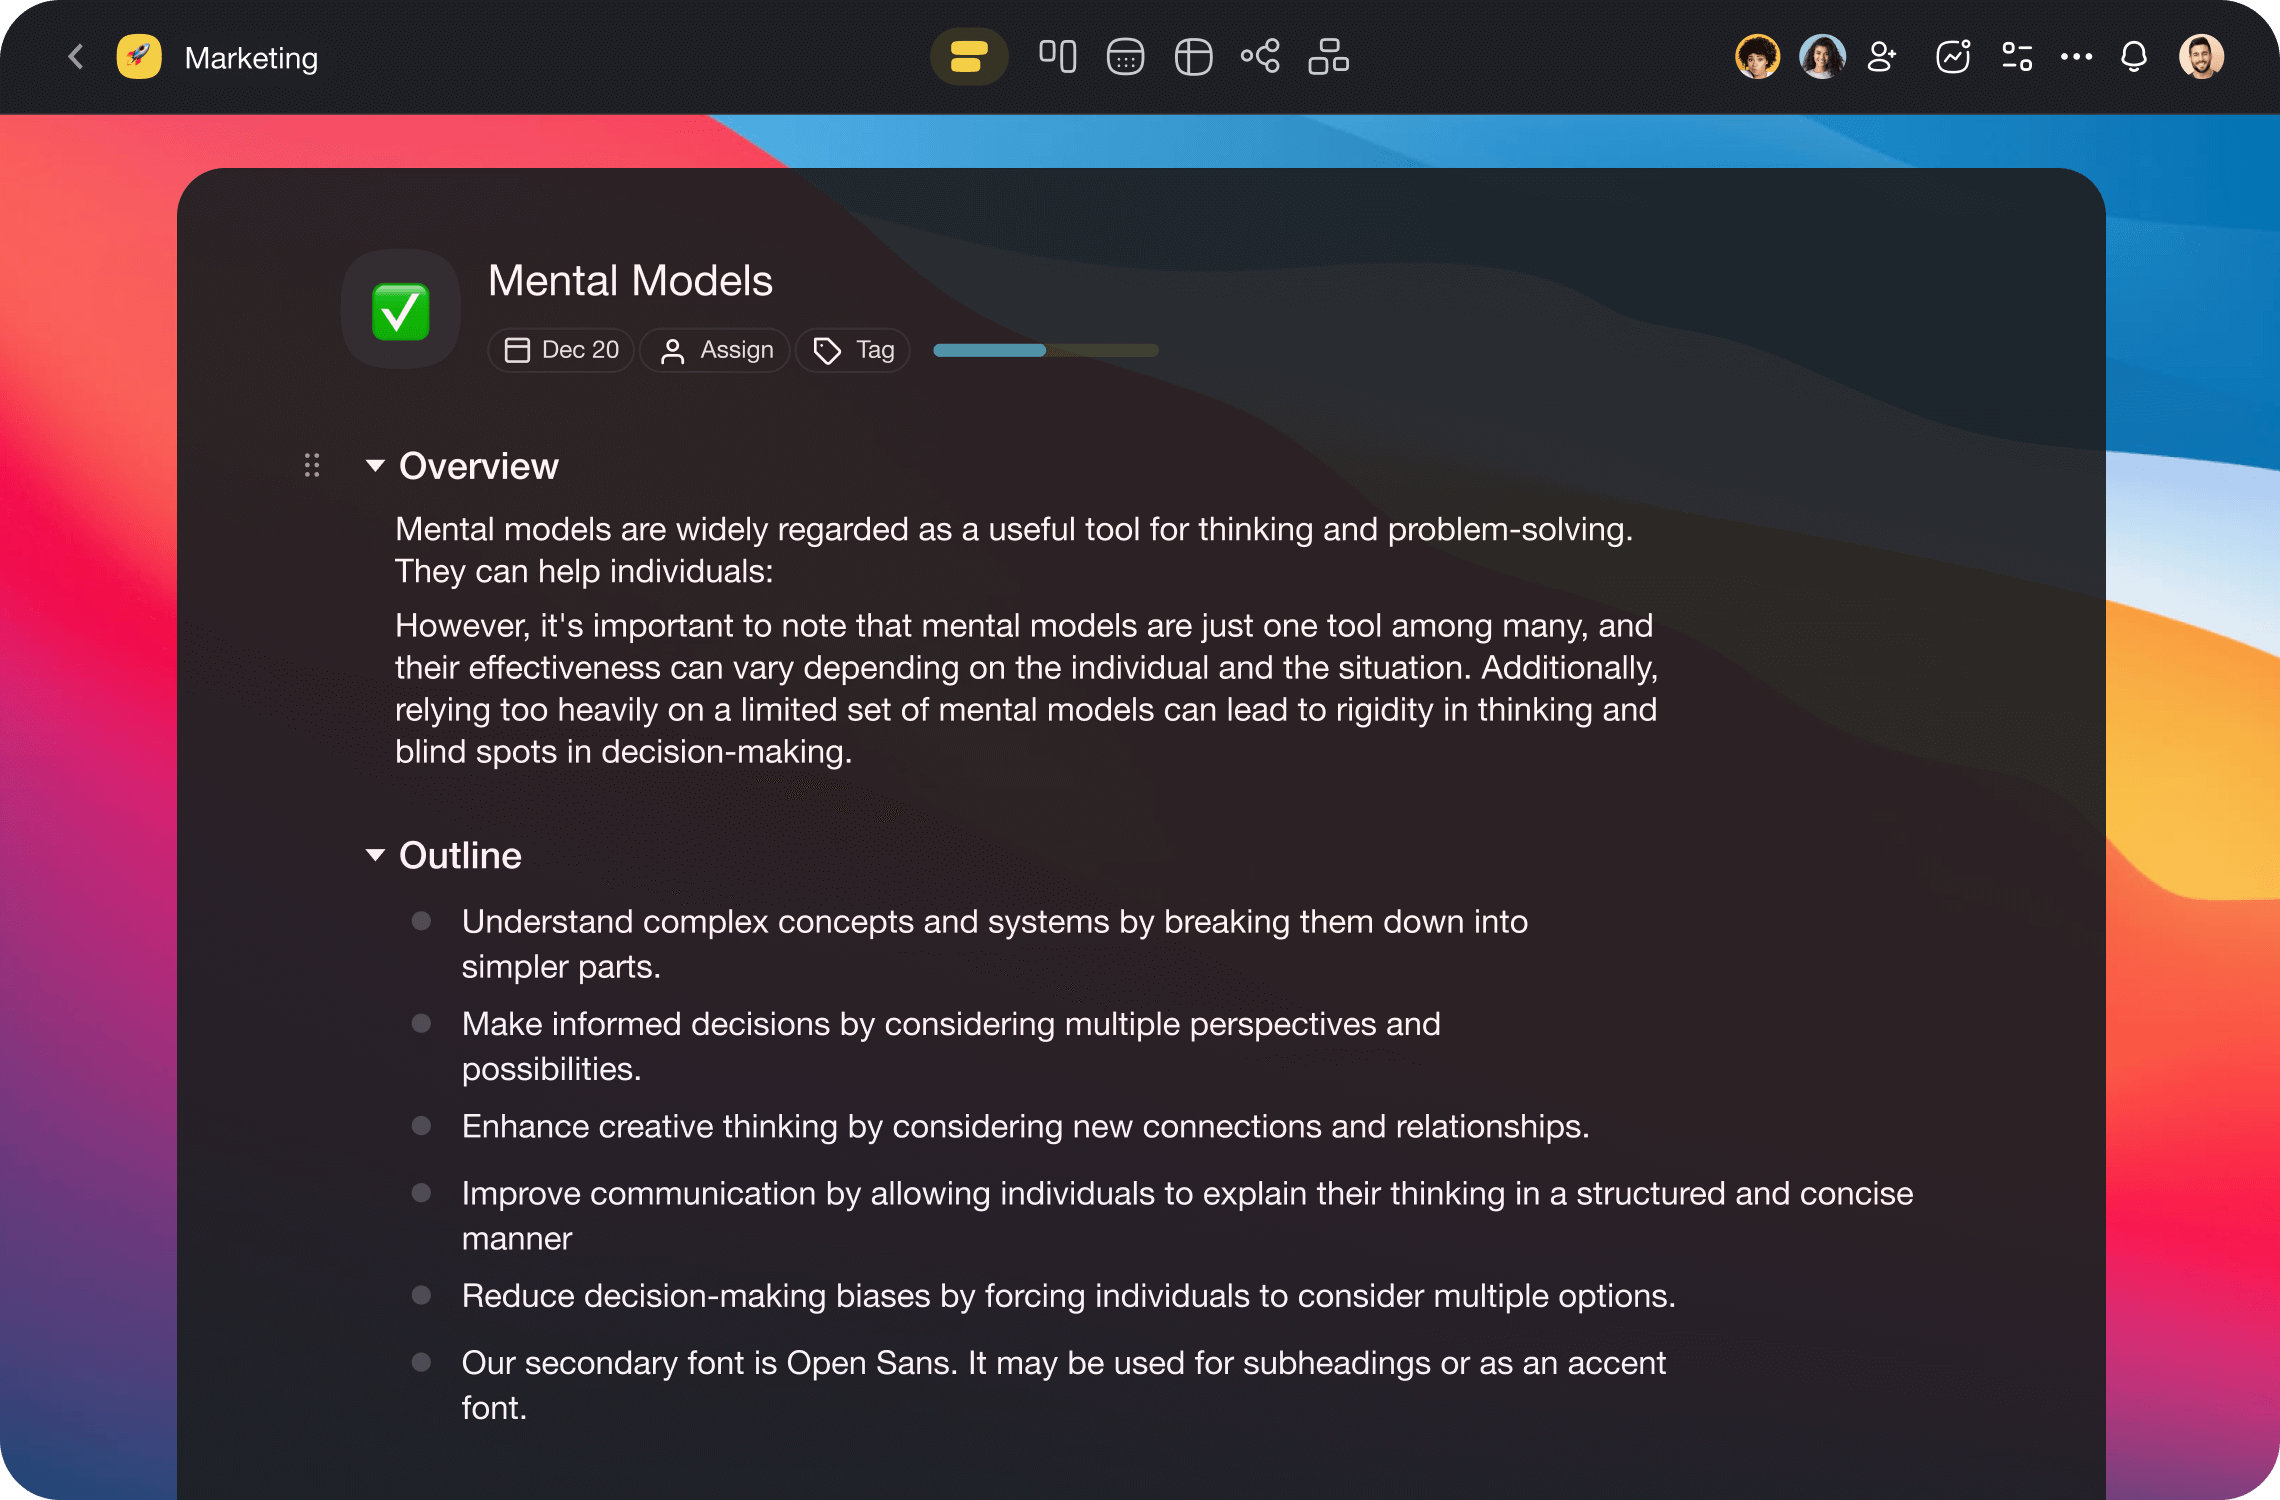 Marketing
Mental Models
Dec 20
Assign
Tag
Overview
Mental models are widely regarded as a useful tool for thinking and problem-solving.
They can help individuals:
However, it's important to note that mental models are just one tool among many, and
their effectiveness can vary depending on the individual and the situation. Additionally,
relying too heavily on a limited set of mental models can lead to rigidity in thinking and
blind spots in decision-making.
Outline
Understand complex concepts and systems by breaking them down into
simpler parts.
Make informed decisions by considering multiple perspectives and
possibilities.
Enhance creative thinking by considering new connections and relationships.
Improve communication by allowing individuals to explain their thinking in a structured and concise
manner
Reduce decision-making biases by forcing individuals to consider multiple options.
Our secondary font is Open Sans. It may be used for subheadings or as an accent
font.